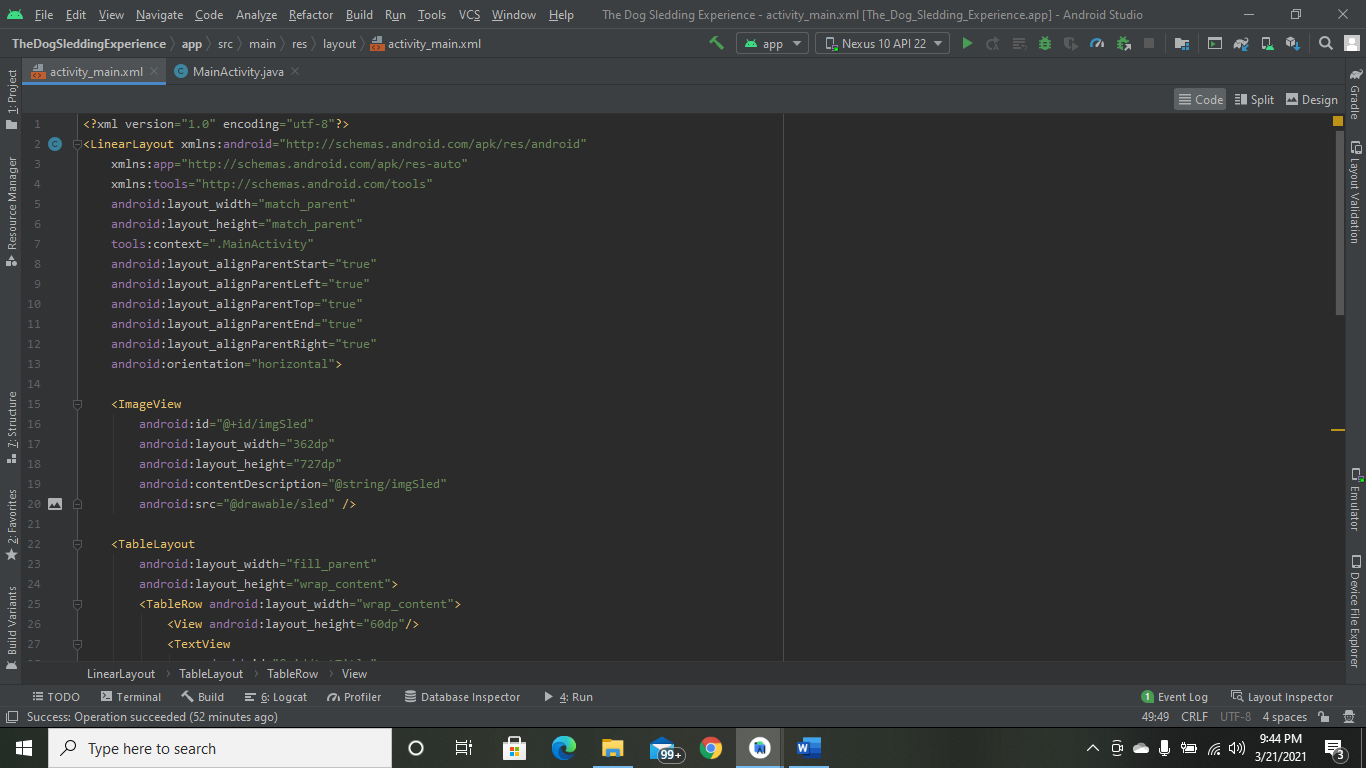 File Edit View Navigate Code Analyze Refactor Build Run Tools VCS Window Help The Dog Sledding Experience - activity_main.xml [The_Dog_Sledding_Experience.app] - Android Studio
TheDogSleddingExperience app src main res layout activity_main.xml app Nexus 10 API 22
activity_main.xml MainActivity.java
Code Split Design
1: Project
Resource Manager
7: Structure
2: Favorites
Build Variants
1 <?xml version="1.0" encoding="utf-8"?>
2 <LinearLayout xmlns:android="http://schemas.android.com/apk/res/android"
3 xmlns:app="http://schemas.android.com/apk/res-auto"
4 xmlns:tools="http://schemas.android.com/tools"
5 android:layout_width="match_parent"
6 android:layout_height="match_parent"
7 tools:context=".MainActivity"
8 android:layout_alignParentStart="true"
9 android:layout_alignParentLeft="true"
10 android:layout_alignParentTop="true"
11 android:layout_alignParentEnd="true"
12 android:layout_alignParentRight="true"
13 android:orientation="horizontal">
14
15 <ImageView
16 android:id="@+id/imgSled"
17 android:layout_width="362dp"
18 android:layout_height="727dp"
19 android:contentDescription="@string/imgSled"
20 android:src="@drawable/sled" />
21
22 <TableLayout
23 android:layout_width="fill_parent"
24 android:layout_height="wrap_content">
25 <TableRow android:layout_width="wrap_content">
26 <View android:layout_height="60dp"/>
27 <TextView
Gradle
Layout Validation
Emulator
Device File Explorer
LinearLayout TableLayout TableRow View
TODO Terminal Build 6: Logcat Profiler Database Inspector 4: Run 1 Event Log Layout Inspector
Success: Operation succeeded (52 minutes ago) 49:49 CRLF UTF-8 4 spaces
Type here to search 99+ W 9:44 PM
3/21/2021 3